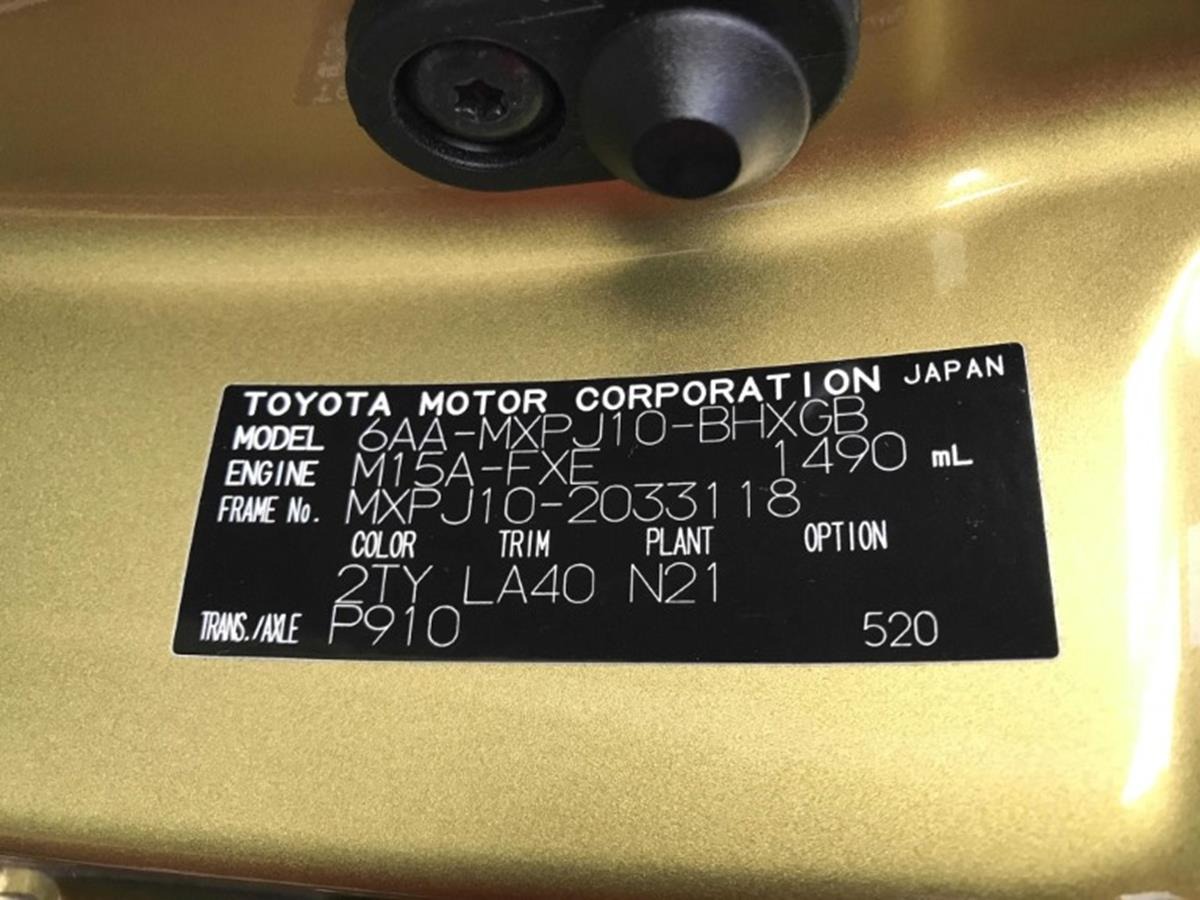 TOYOTA MOTOR CORPORATION JAPAN
MODEL 6AA-MXPJ10-BHXGB
ENGINE M15A-FXE 1490 mL
FRAME No. MXPJ10-2033118
COLOR TRIM PLANT OPTION
2TY LA40 N21
TRANS./AXLE P910 520